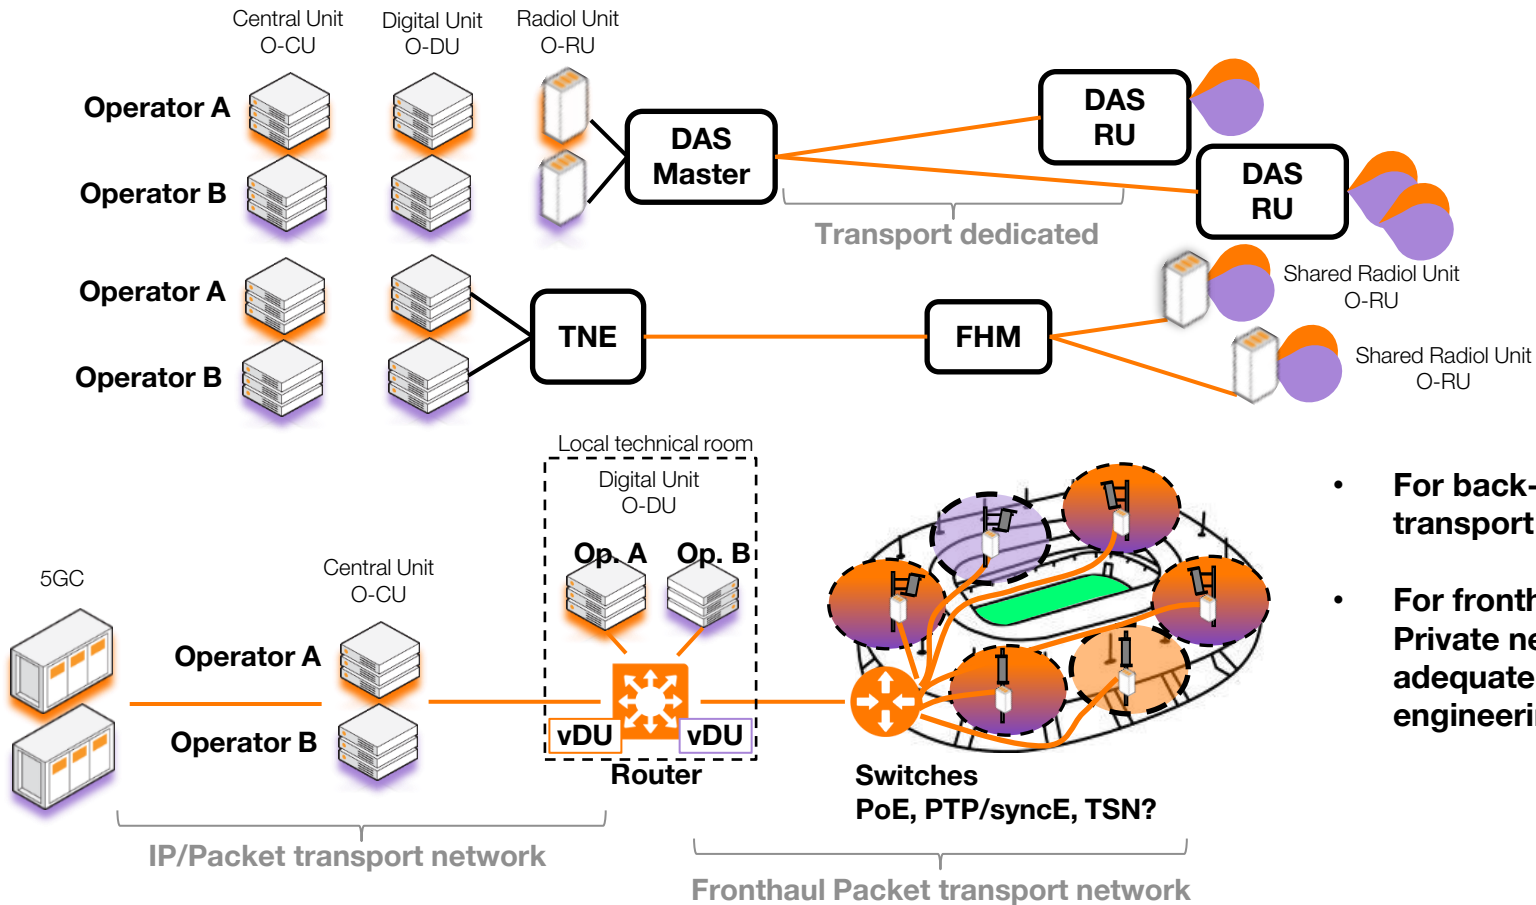 Central Unit
O-CU
Digital Unit
O-DU
Radiol Unit
O-RU
Operator A
Operator B
DAS
Master
DAS
RU
DAS
RU
Transport dedicated
Operator A
Operator B
TNE
FHM
Shared Radiol Unit
O-RU
Shared Radiol Unit
O-RU
Local technical room
Digital Unit
O-DU
Op. A
Op. B
5GC
Central Unit
O-CU
Operator A
Operator B
vDU
vDU
Router
Switches
PoE, PTP/syncE, TSN?
IP/Packet transport network
Fronthaul Packet transport network
• For back-
transport
• For fronth
Private ne
adequate
engineerin